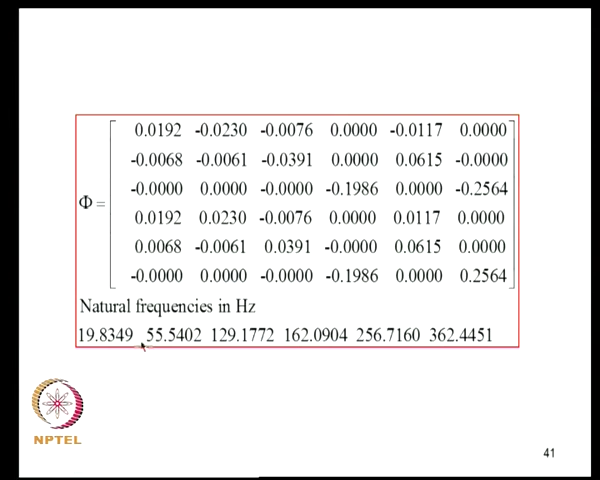 0.0192 -0.0230 -0.0076 0.0000 -0.0117 0.0000
-0.0068 -0.0061 -0.0391 0.0000 0.0615 -0.0000
-0.0000 0.0000 -0.0000 -0.1986 0.0000 -0.2564
Φ =
0.0192 0.0230 -0.0076 0.0000 0.0117 0.0000
0.0068 -0.0061 0.0391 -0.0000 0.0615 0.0000
-0.0000 0.0000 -0.0000 -0.1986 0.0000 0.2564
Natural frequencies in Hz
19.8349 55.5402 129.1772 162.0904 256.7160 362.4451
NPTEL
41